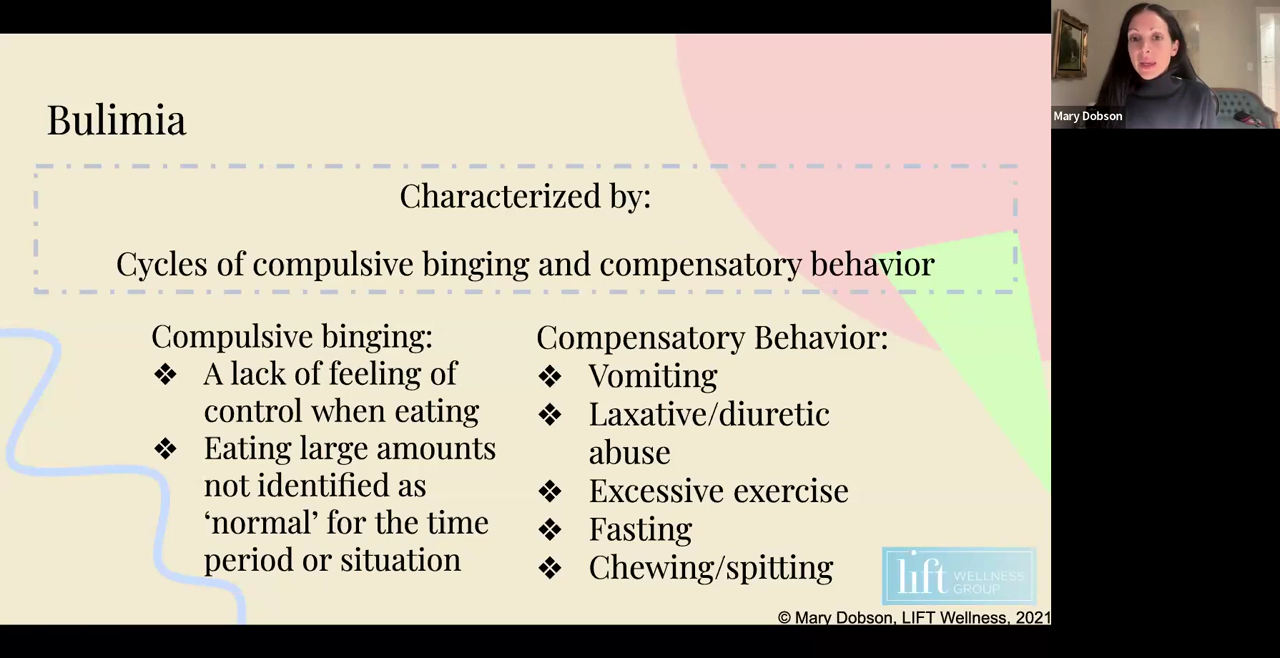 Bulimia
Characterized by:
Cycles of compulsive binging and compensatory behavior
Compulsive binging:
❖ A lack of feeling of
control when eating
❖ Eating large amounts
not identified as
‘normal’ for the time
period or situation
Compensatory Behavior:
❖ Vomiting
❖ Laxative/diuretic
abuse
❖ Excessive exercise
❖ Fasting
❖ Chewing/spitting
lift WELLNESS
GROUP
© Mary Dobson, LIFT Wellness, 2021
Mary Dobson